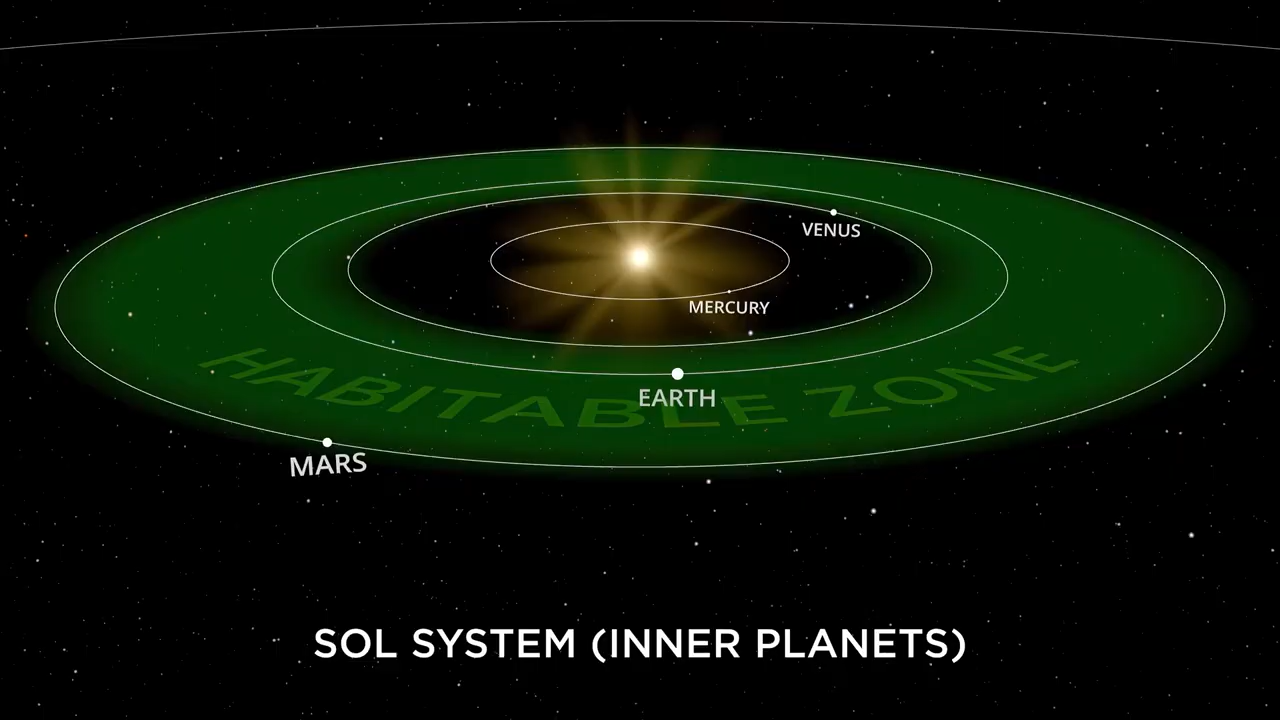 VENUS
MERCURY
EARTH
HABITABLE ZONE
MARS
SOL SYSTEM (INNER PLANETS)